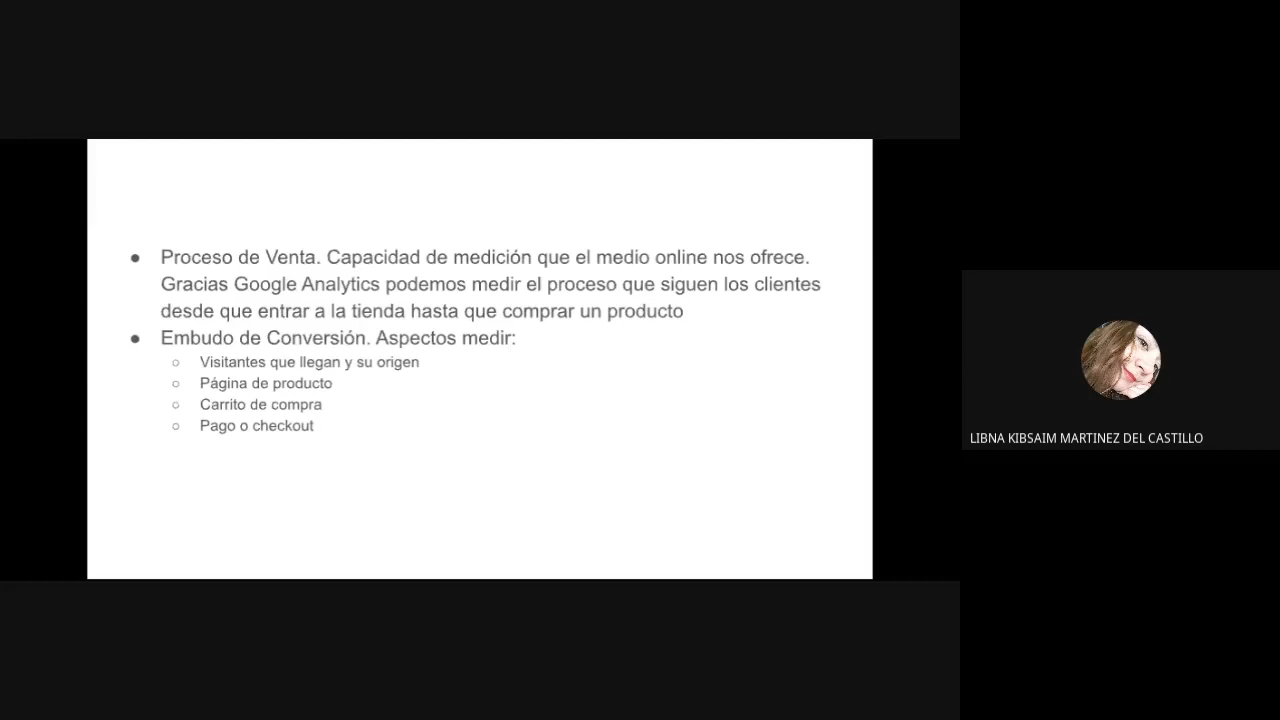 ● Proceso de Venta. Capacidad de medición que el medio online nos ofrece.
Gracias Google Analytics podemos medir el proceso que siguen los clientes
desde que entrar a la tienda hasta que comprar un producto
● Embudo de Conversión. Aspectos medir:
○ Visitantes que llegan y su origen
○ Página de producto
○ Carrito de compra
○ Pago o checkout
LIBNA KIBSAIM MARTINEZ DEL CASTILLO